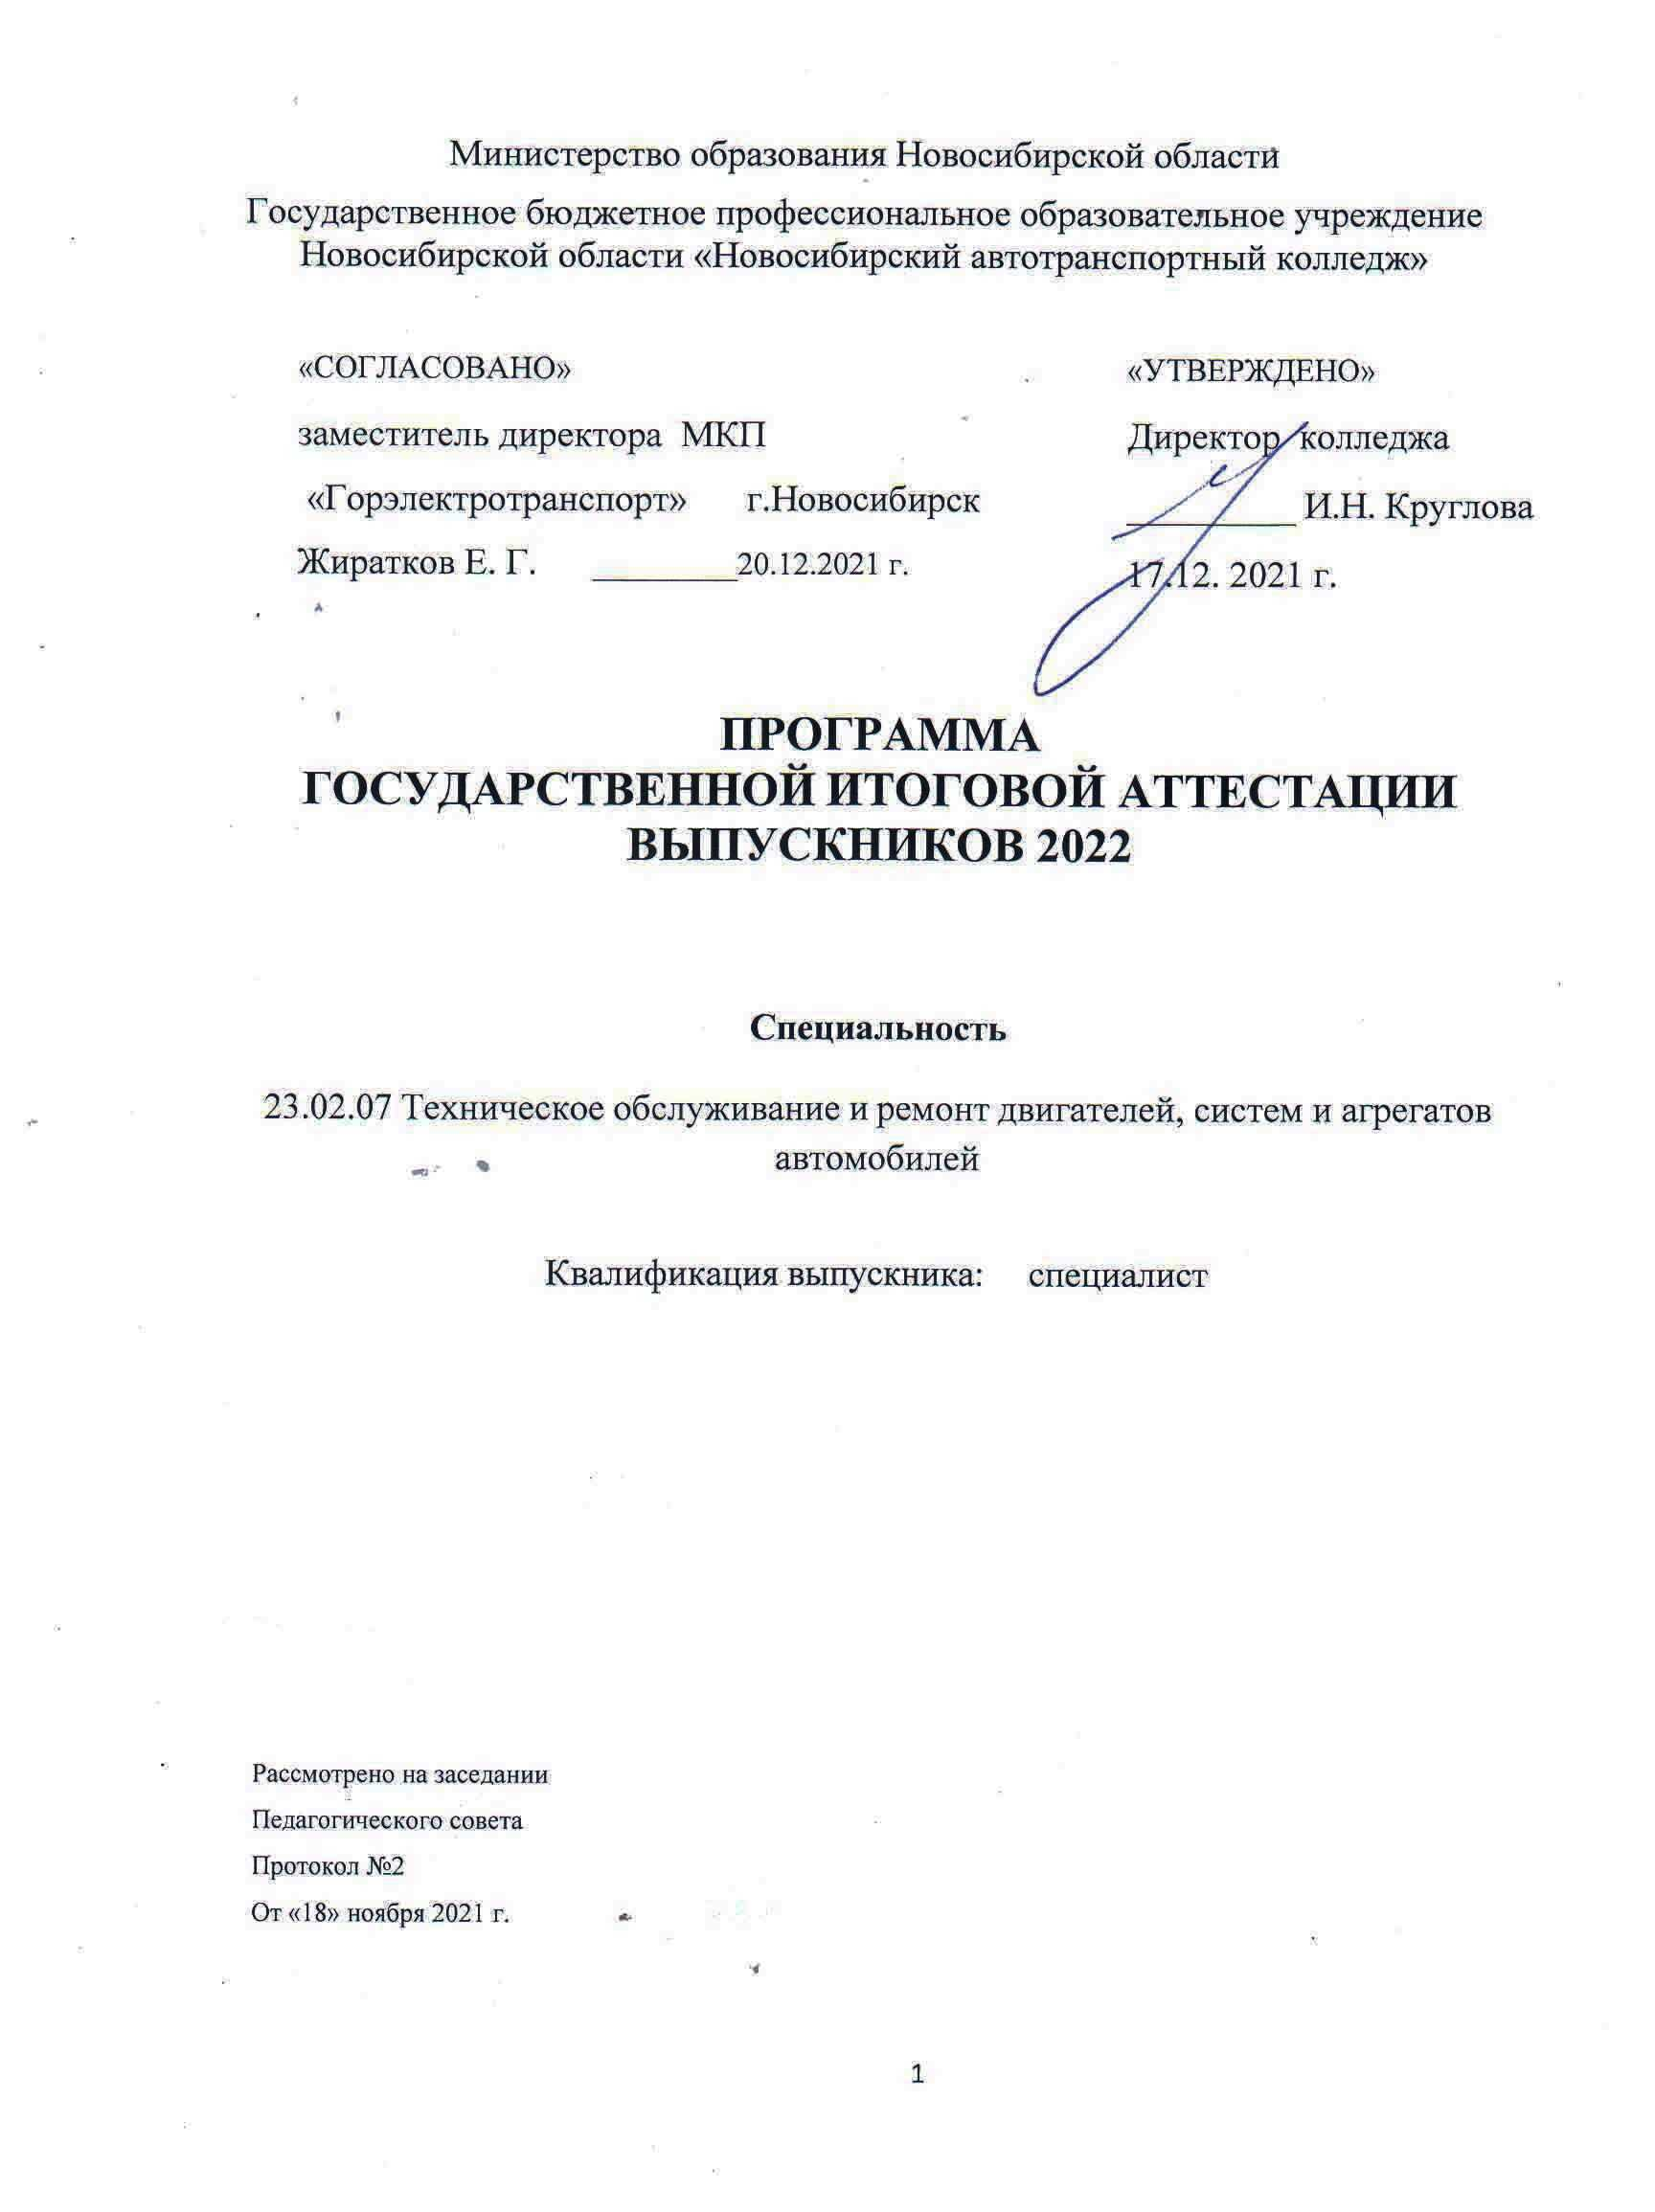 Министерство образования Новосибирской области
Государственное бюджетное профессиональное образовательное учреждение
Новосибирской области «Новосибирский автотранспортный колледж»
«СОГЛАСОВАНО»
заместитель директора МКП
«Горэлектротранспорт» г.Новосибирск
Жиратков Е. Г. _________20.12.2021 г.
«УТВЕРЖДЕНО»
Директор колледжа
__________ И.Н. Круглова
17.12. 2021 г.
ПРОГРАММА
ГОСУДАРСТВЕННОЙ ИТОГОВОЙ АТТЕСТАЦИИ
ВЫПУСКНИКОВ 2022
Специальность
23.02.07 Техническое обслуживание и ремонт двигателей, систем и агрегатов
автомобилей
Квалификация выпускника: специалист
Рассмотрено на заседании
Педагогического совета
Протокол №2
От «18» ноября 2021 г.
1